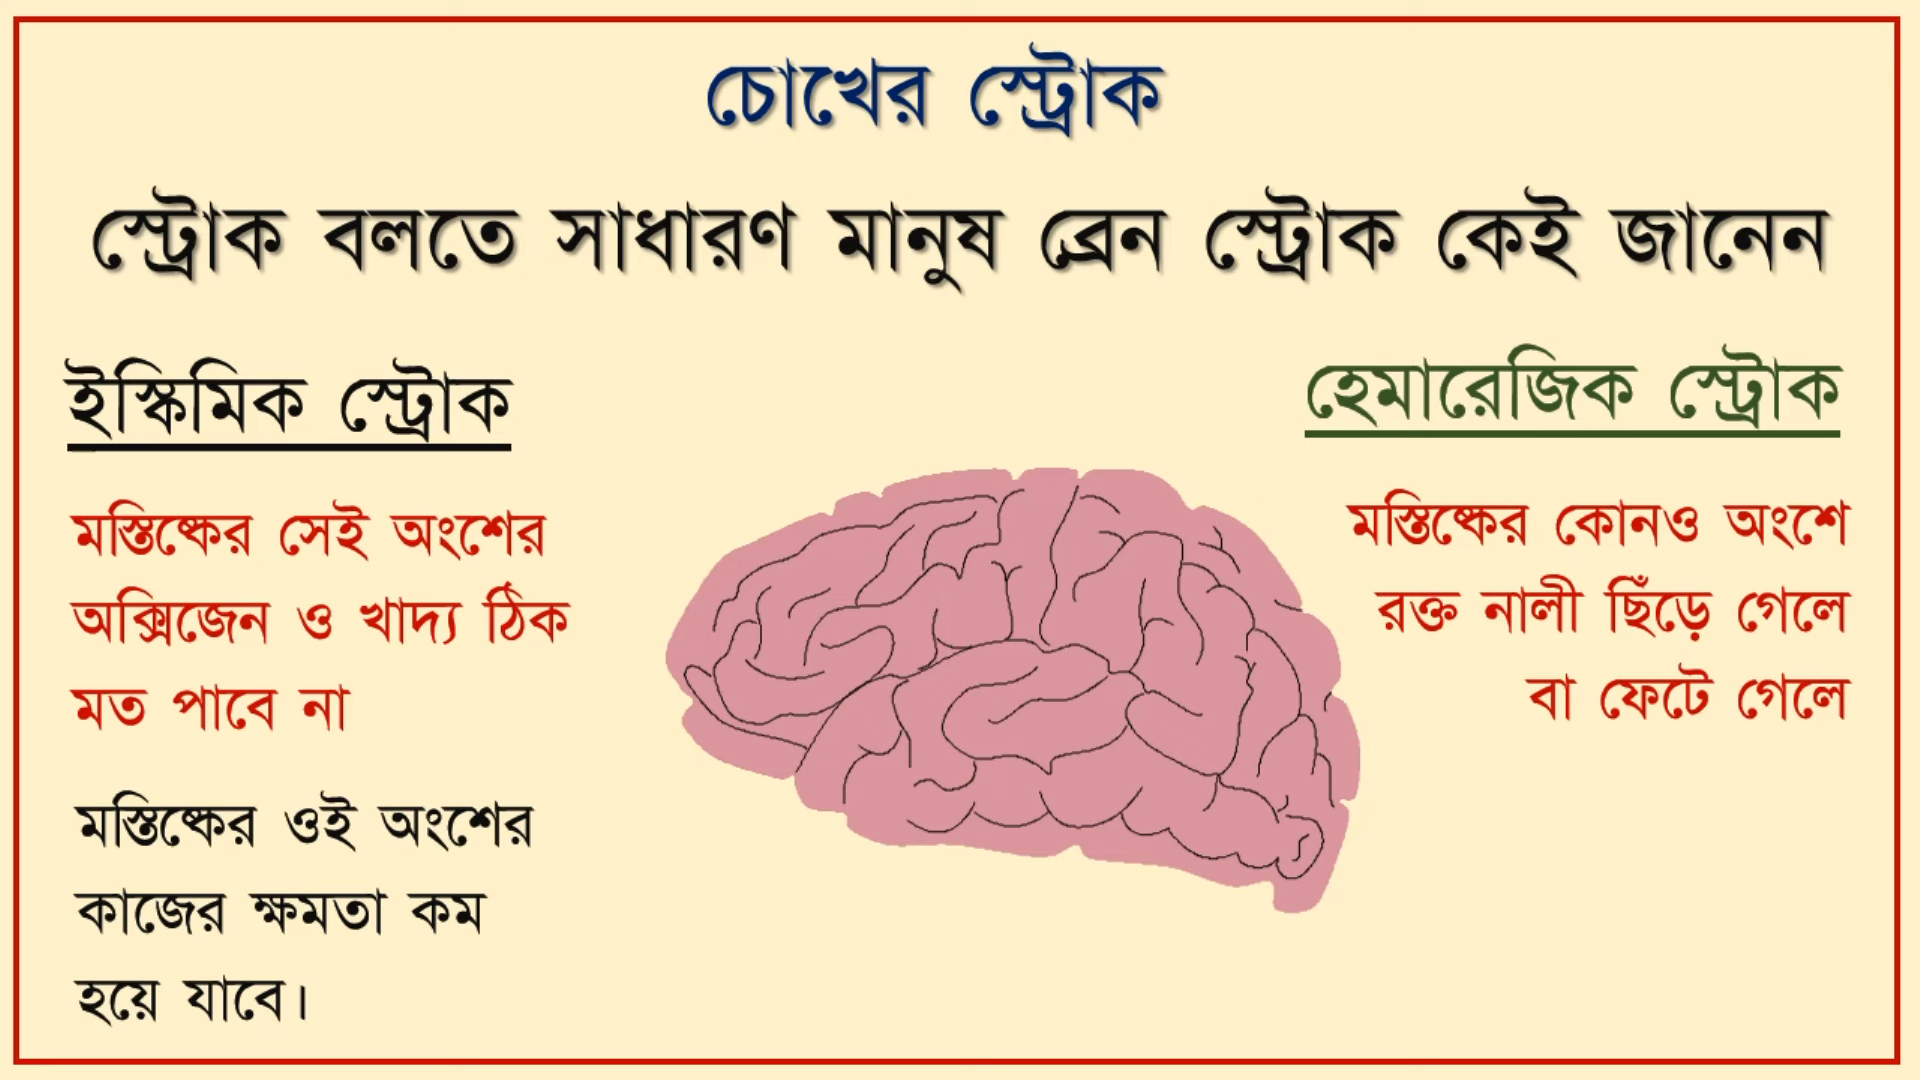 চোখের স্ট্রোক
স্ট্রোক বলতে সাধারণ মানুষ ব্রেন স্ট্রোক কেই জানেন
ইস্কিমিক স্ট্রোক
মস্তিষ্কের সেই অংশের
অক্সিজেন ও খাদ্য ঠিক
মত পাবে না
মস্তিষ্কের ওই অংশের
কাজের ক্ষমতা কম
হয়ে যাবে।
হেমারেজিক স্ট্রোক
মস্তিষ্কের কোনও অংশে
রক্ত নালী ছিঁড়ে গেলে
বা ফেটে গেলে